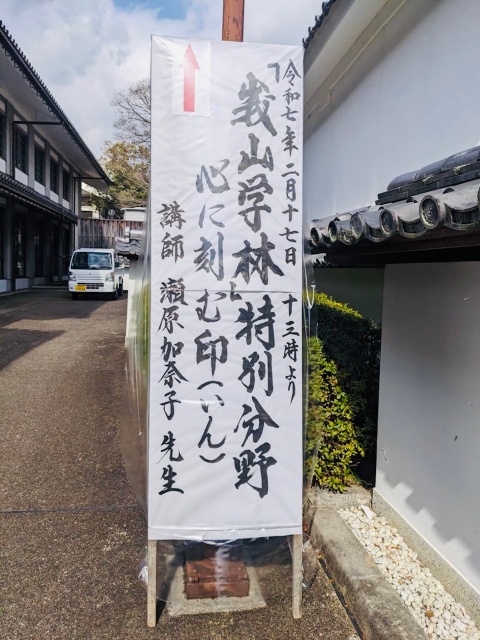 令和七年二月十七日 十三時より
「峩山学林」特別分野
心に刻む印（いん）
講師 瀬原加奈子 先生